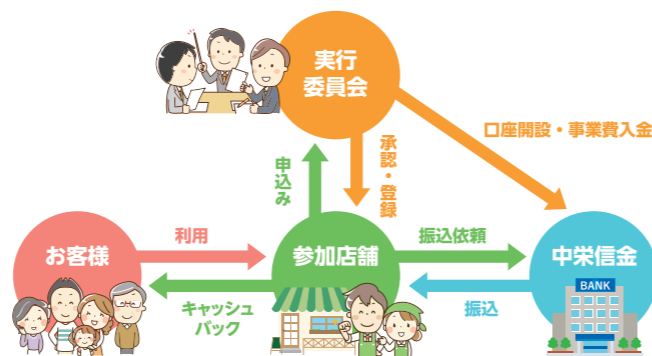 実行
委員会
口座開設・事業費入金
申込み
承認・登録
お客様
利用
参加店舗
振込依頼
中栄信金
キャッシュ
バック
振込
BANK